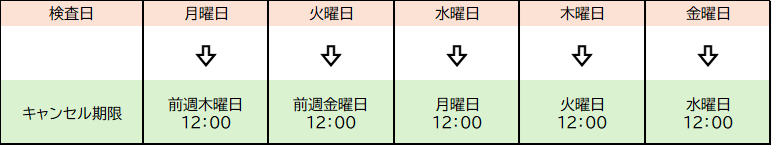 検査日 月曜日 火曜日 水曜日 木曜日 金曜日
キャンセル期限 前週木曜日 前週金曜日 月曜日 火曜日 水曜日
12:00 12:00 12:00 12:00 12:00